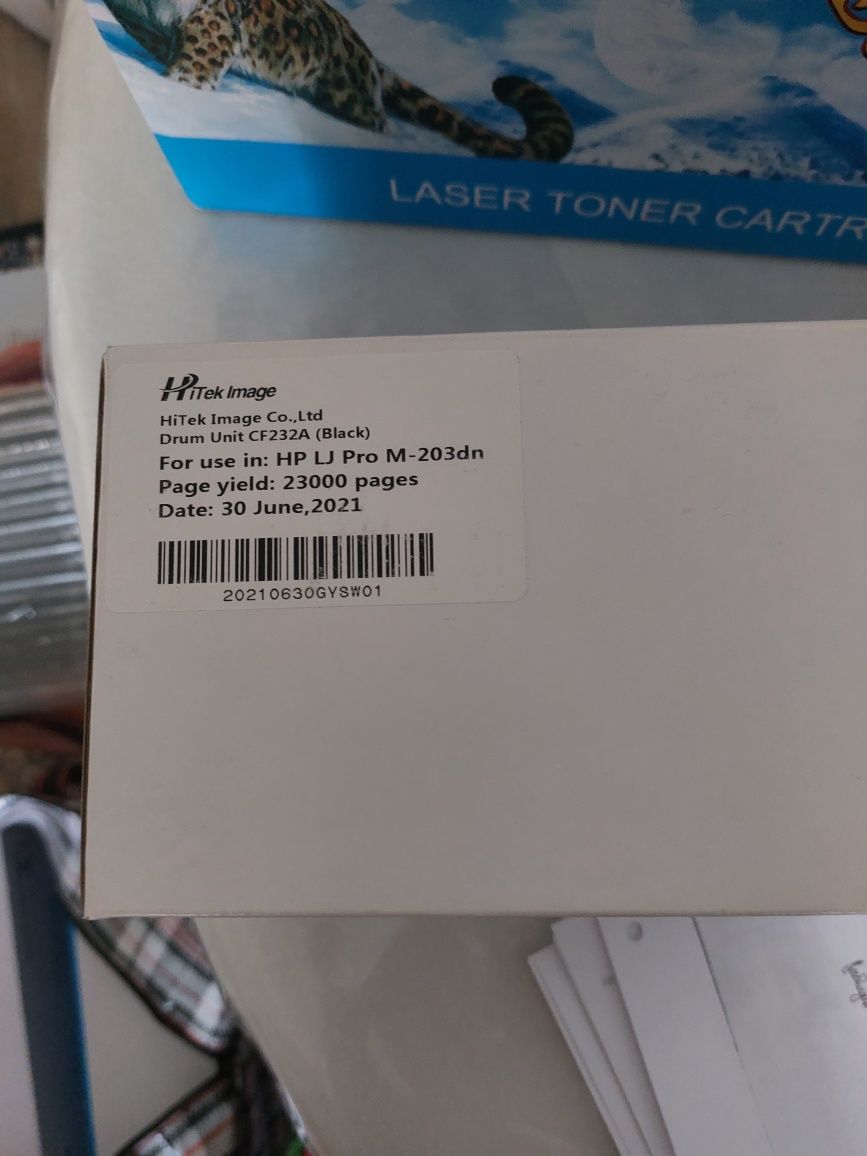 LASER TONER
HiTek Image
HiTek Image Co.,Ltd
Drum Unit CF232A (Black)
For use in: HP LJ Pro M-203dn
Page yield: 23000 pages
Date: 30 June,2021
20210630GYSW01